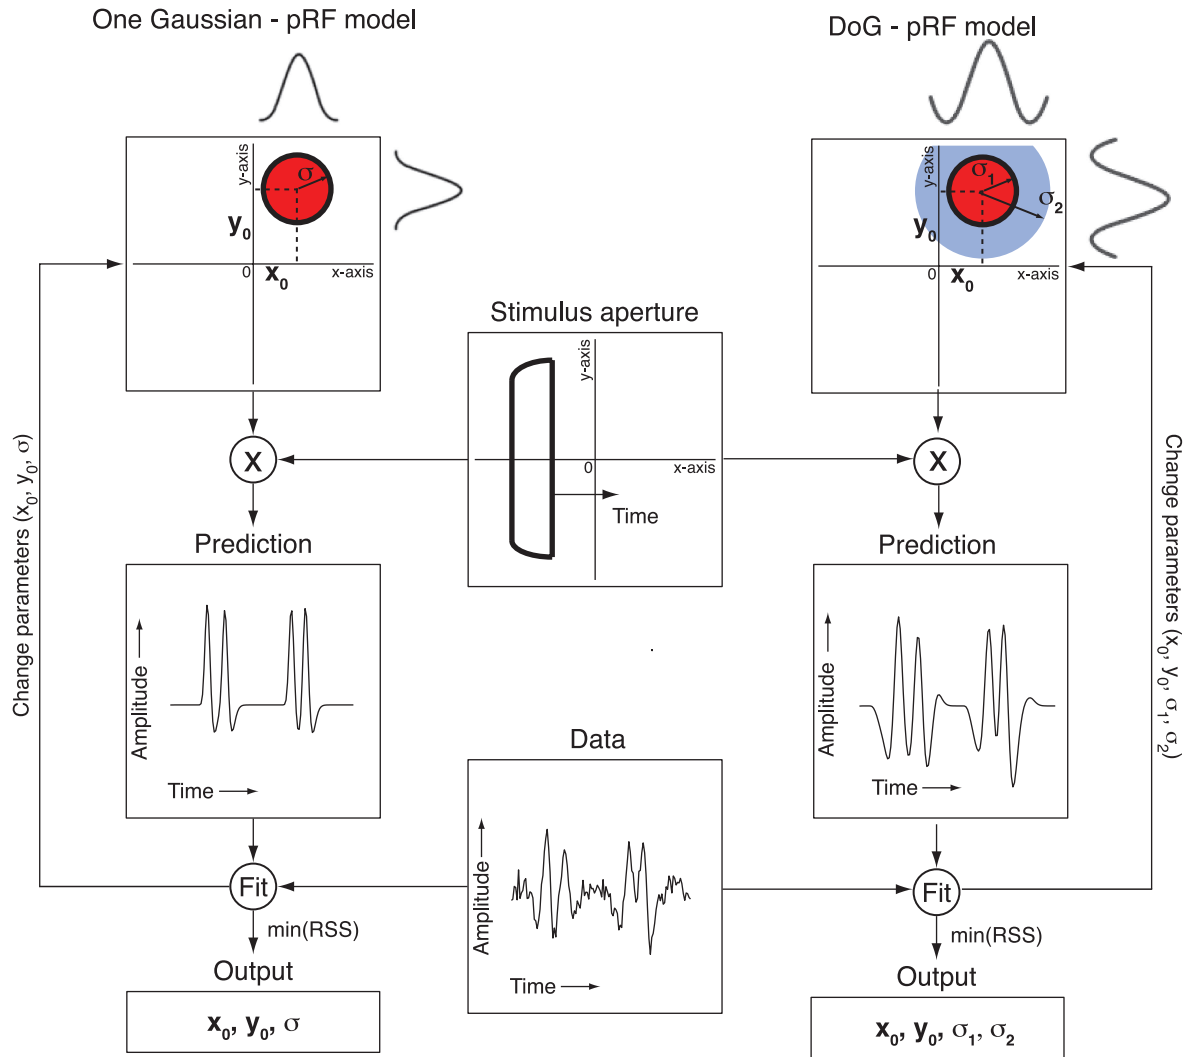 One Gaussian - pRF model
DoG - pRF model
y-axis
σ
y₀
0
x₀
x-axis
y-axis
σ₁
σ₂
y₀
0
x₀
x-axis
Stimulus aperture
y-axis
0
x-axis
Time
X
X
Change parameters (x₀, y₀, σ)
Change parameters (x₀, y₀, σ₁, σ₂)
Prediction
Amplitude
Time
Prediction
Amplitude
Time
Data
Amplitude
Time
Fit
Fit
min(RSS)
min(RSS)
Output
x₀, y₀, σ
Output
x₀, y₀, σ₁, σ₂